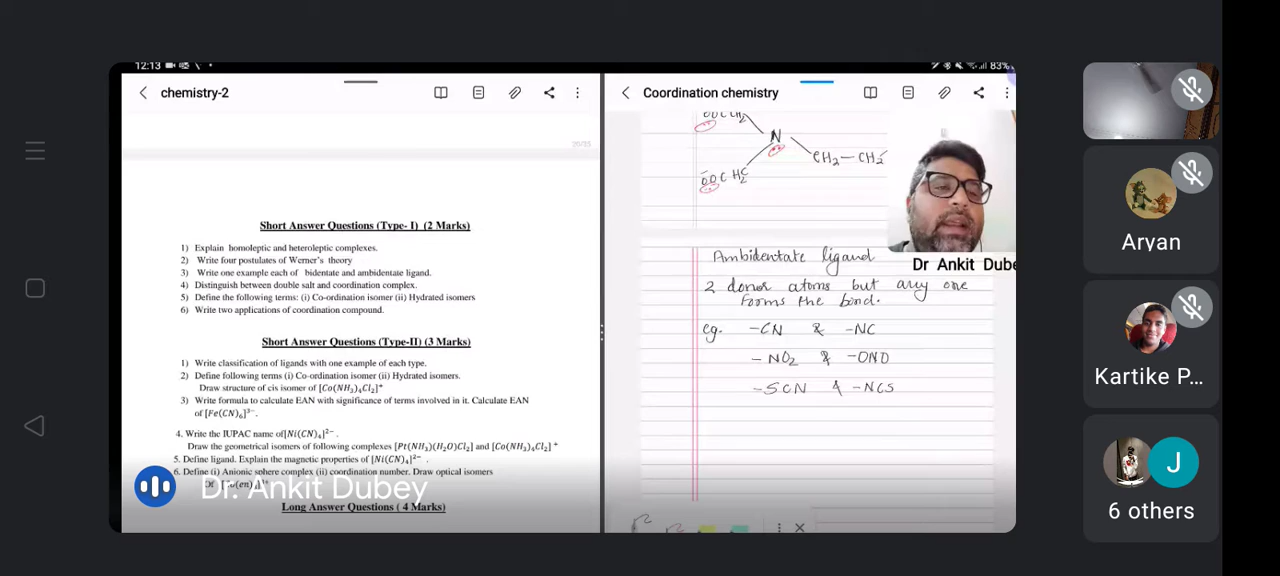 12:13
83%
chemistry-2
20/35
Short Answer Questions (Type- I) (2 Marks)
1) Explain homoleptic and heteroleptic complexes.
2) Write four postulates of Werner's theory
3) Write one example each of bidentate and ambidentate ligand.
4) Distinguish between double salt and coordination complex.
5) Define the following terms: (i) Co-ordination isomer (ii) Hydrated isomers
6) Write two applications of coordination compound.
Short Answer Questions (Type-II) (3 Marks)
1) Write classification of ligands with one example of each type.
2) Define following terms (i) Co-ordination isomer (ii) Hydrated isomers.
Draw structure of cis isomer of [Co(NH₃)₄Cl₂]⁺
3) Write formula to calculate EAN with significance of terms involved in it. Calculate EAN
of [Fe(CN)₆]³⁻.
4. Write the IUPAC name of[Ni(CN)₄]²⁻.
Draw the geometrical isomers of following complexes [Pt(NH₃)(H₂O)Cl₂] and [Co(NH₃)₄Cl₂]⁺
5. Define ligand. Explain the magnetic properties of [Ni(CN)₄]²⁻
6. Define (i) Anionic sphere complex (ii) coordination number. Draw optical isomers
Of
Dr. Ankit Dubey
Long Answer Questions ( 4 Marks)
Coordination chemistry
N
CH₂-CH₂
Ambidentate ligand
2 donor atoms but any one
forms the bond.
eg. -CN & -NC
-NO₂ & -ONO
-SCN & -NCS
Dr Ankit Dube
Aryan
Kartike P...
J
6 others